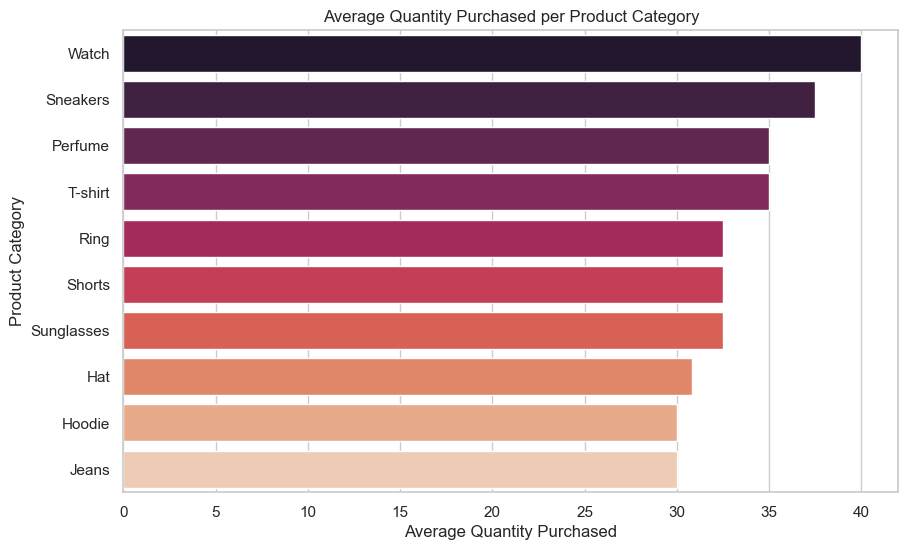 Average Quantity Purchased per Product Category
Product Category
Watch
Sneakers
Perfume
T-shirt
Ring
Shorts
Sunglasses
Hat
Hoodie
Jeans
0 5 10 15 20 25 30 35 40
Average Quantity Purchased